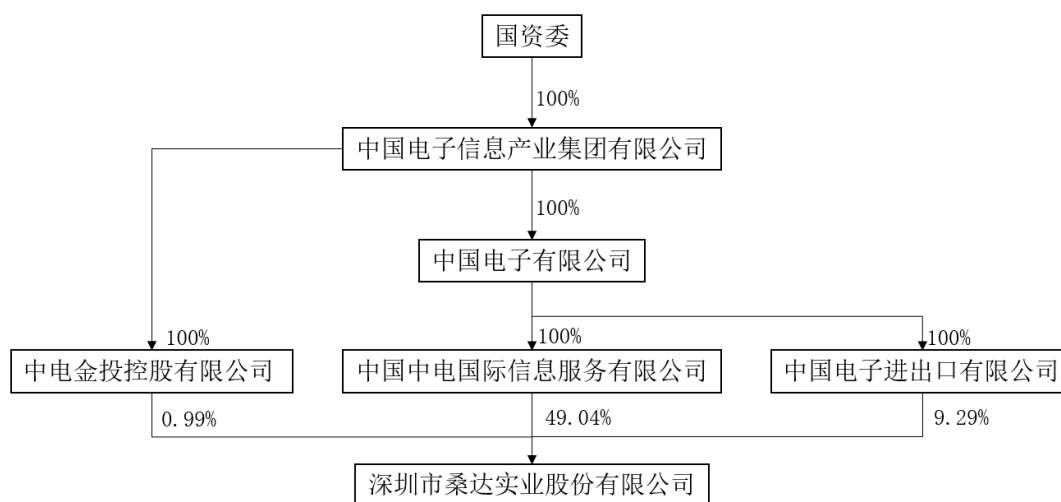 国资委
100%
中国电子信息产业集团有限公司
100%
中国电子有限公司
100%
100%
100%
中电金投控股有限公司
中国中电国际信息服务有限公司
中国电子进出口有限公司
0.99%
49.04%
9.29%
深圳市桑达实业股份有限公司